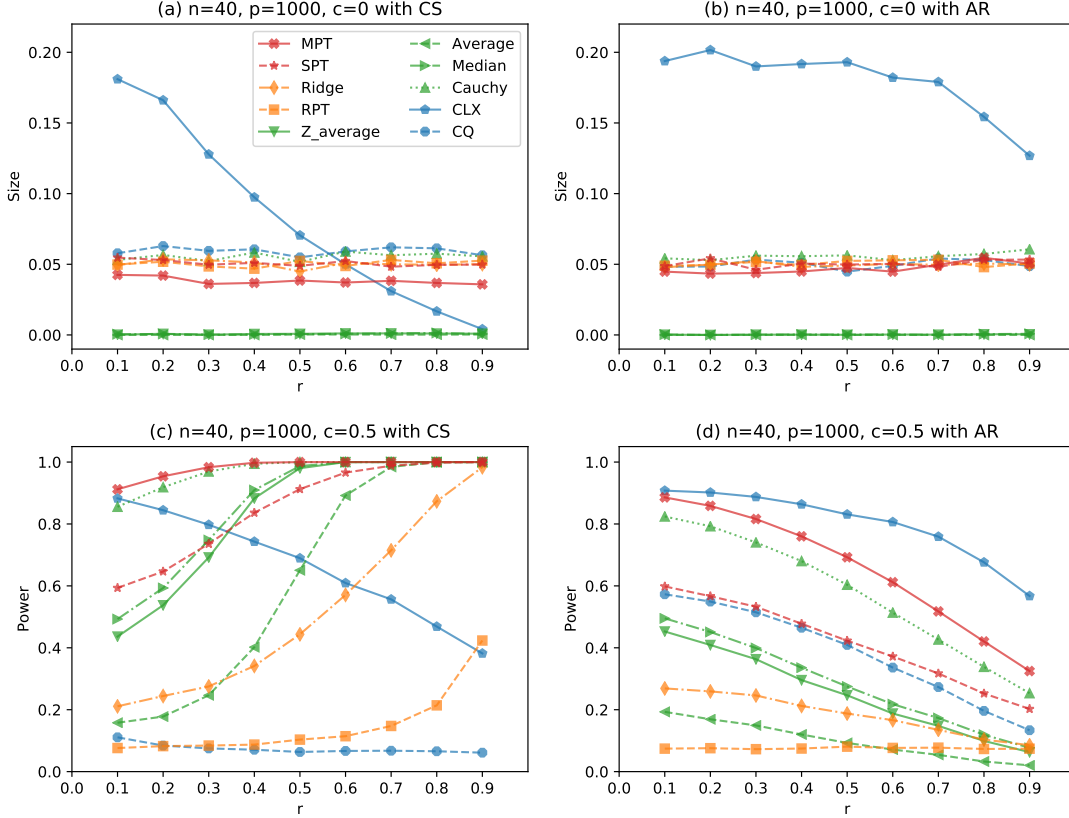 (a) n=40, p=1000, c=0 with CS
Size
0.20
0.15
0.10
0.05
0.00
0.0 0.1 0.2 0.3 0.4 0.5 0.6 0.7 0.8 0.9
r
MPT
SPT
Ridge
RPT
Z_average
Average
Median
Cauchy
CLX
CQ
(b) n=40, p=1000, c=0 with AR
Size
0.20
0.15
0.10
0.05
0.00
0.0 0.1 0.2 0.3 0.4 0.5 0.6 0.7 0.8 0.9
r
(c) n=40, p=1000, c=0.5 with CS
Power
1.0
0.8
0.6
0.4
0.2
0.0
0.0 0.1 0.2 0.3 0.4 0.5 0.6 0.7 0.8 0.9
r
(d) n=40, p=1000, c=0.5 with AR
Power
1.0
0.8
0.6
0.4
0.2
0.0
0.0 0.1 0.2 0.3 0.4 0.5 0.6 0.7 0.8 0.9
r